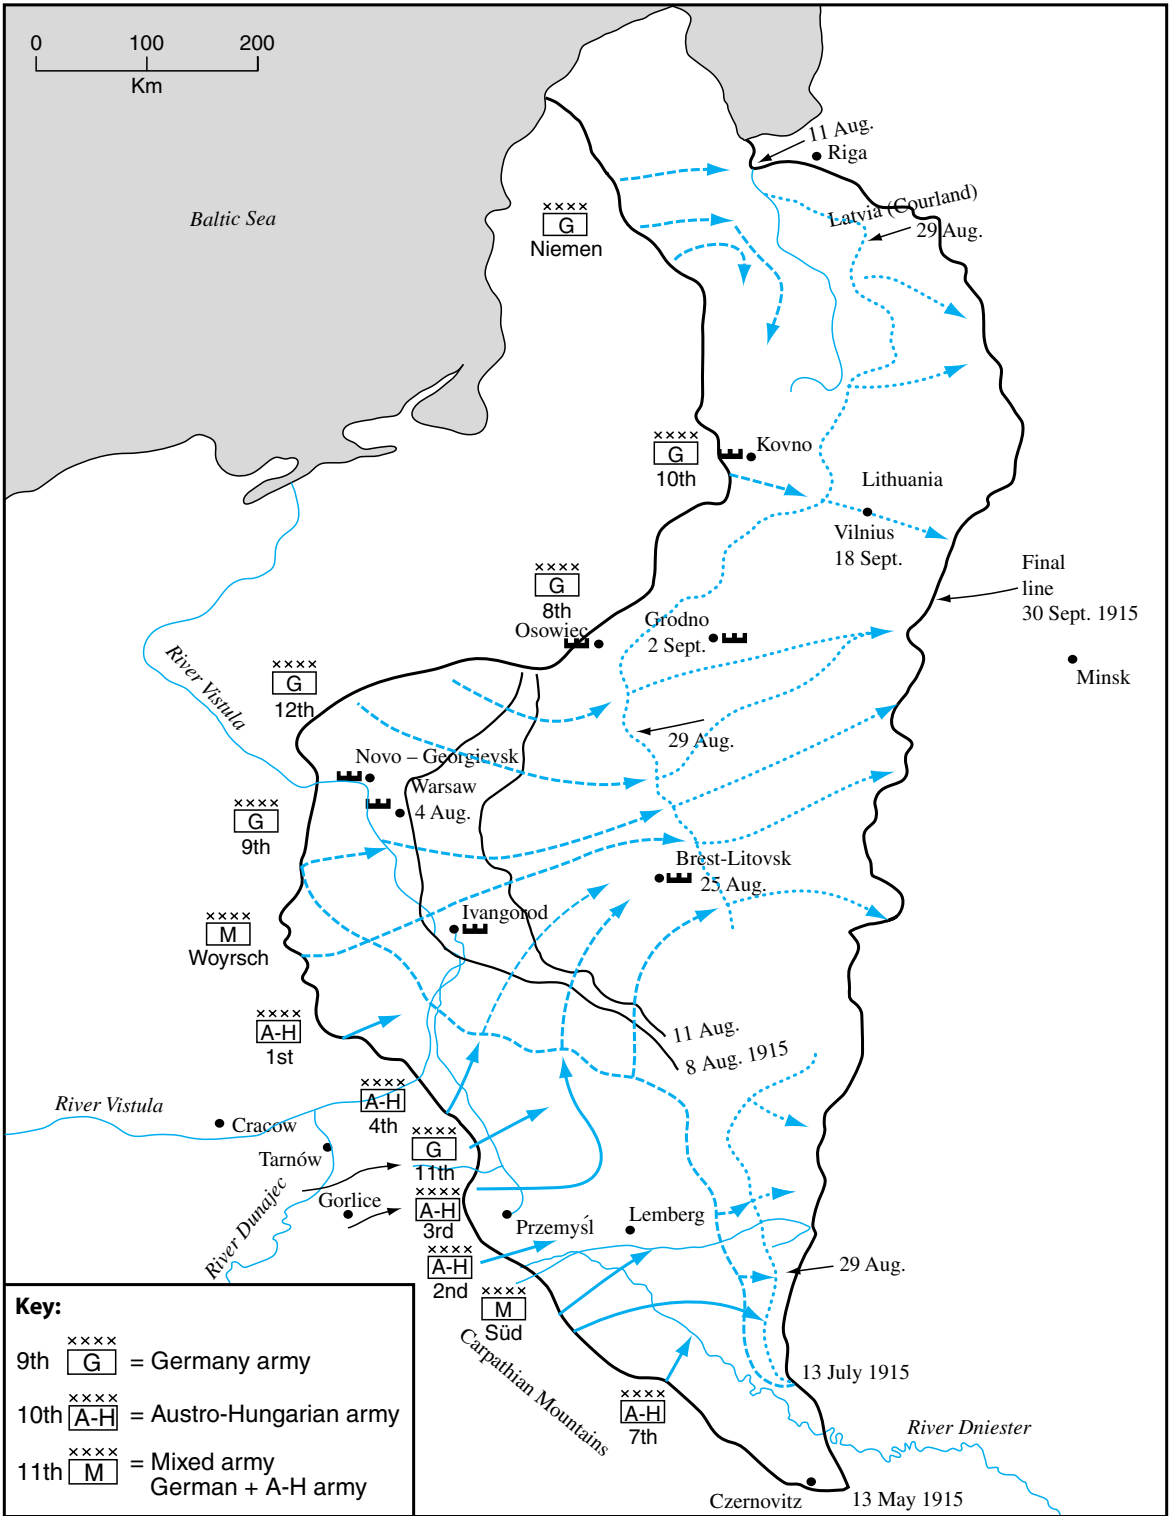 0 100 200
Km
11 Aug.
Riga
Baltic Sea
Latvia (Courland)
29 Aug.
××××
G
Niemen
××××
G
10th
Kovno
Lithuania
Vilnius
18 Sept.
Final
line
30 Sept. 1915
Minsk
××××
G
8th
Osowiec
Grodno
2 Sept.
River Vistula
××××
G
12th
29 Aug.
Novo – Georgievsk
Warsaw
4 Aug.
××××
G
9th
Brest-Litovsk
25 Aug.
Ivangorod
××××
M
Woyrsch
××××
A-H
1st
11 Aug.
8 Aug. 1915
River Vistula
Cracow
××××
A-H
4th
Tarnów
××××
G
11th
River Dunajec
Gorlice
××××
A-H
3rd
Przemyśl
Lemberg
××××
A-H
2nd
29 Aug.
××××
M
Süd
Carpathian Mountains
13 July 1915
××××
A-H
7th
River Dniester
Czernovitz
13 May 1915
Key:
××××
9th G = Germany army
××××
10th A-H = Austro-Hungarian army
××××
11th M = Mixed army
German + A-H army